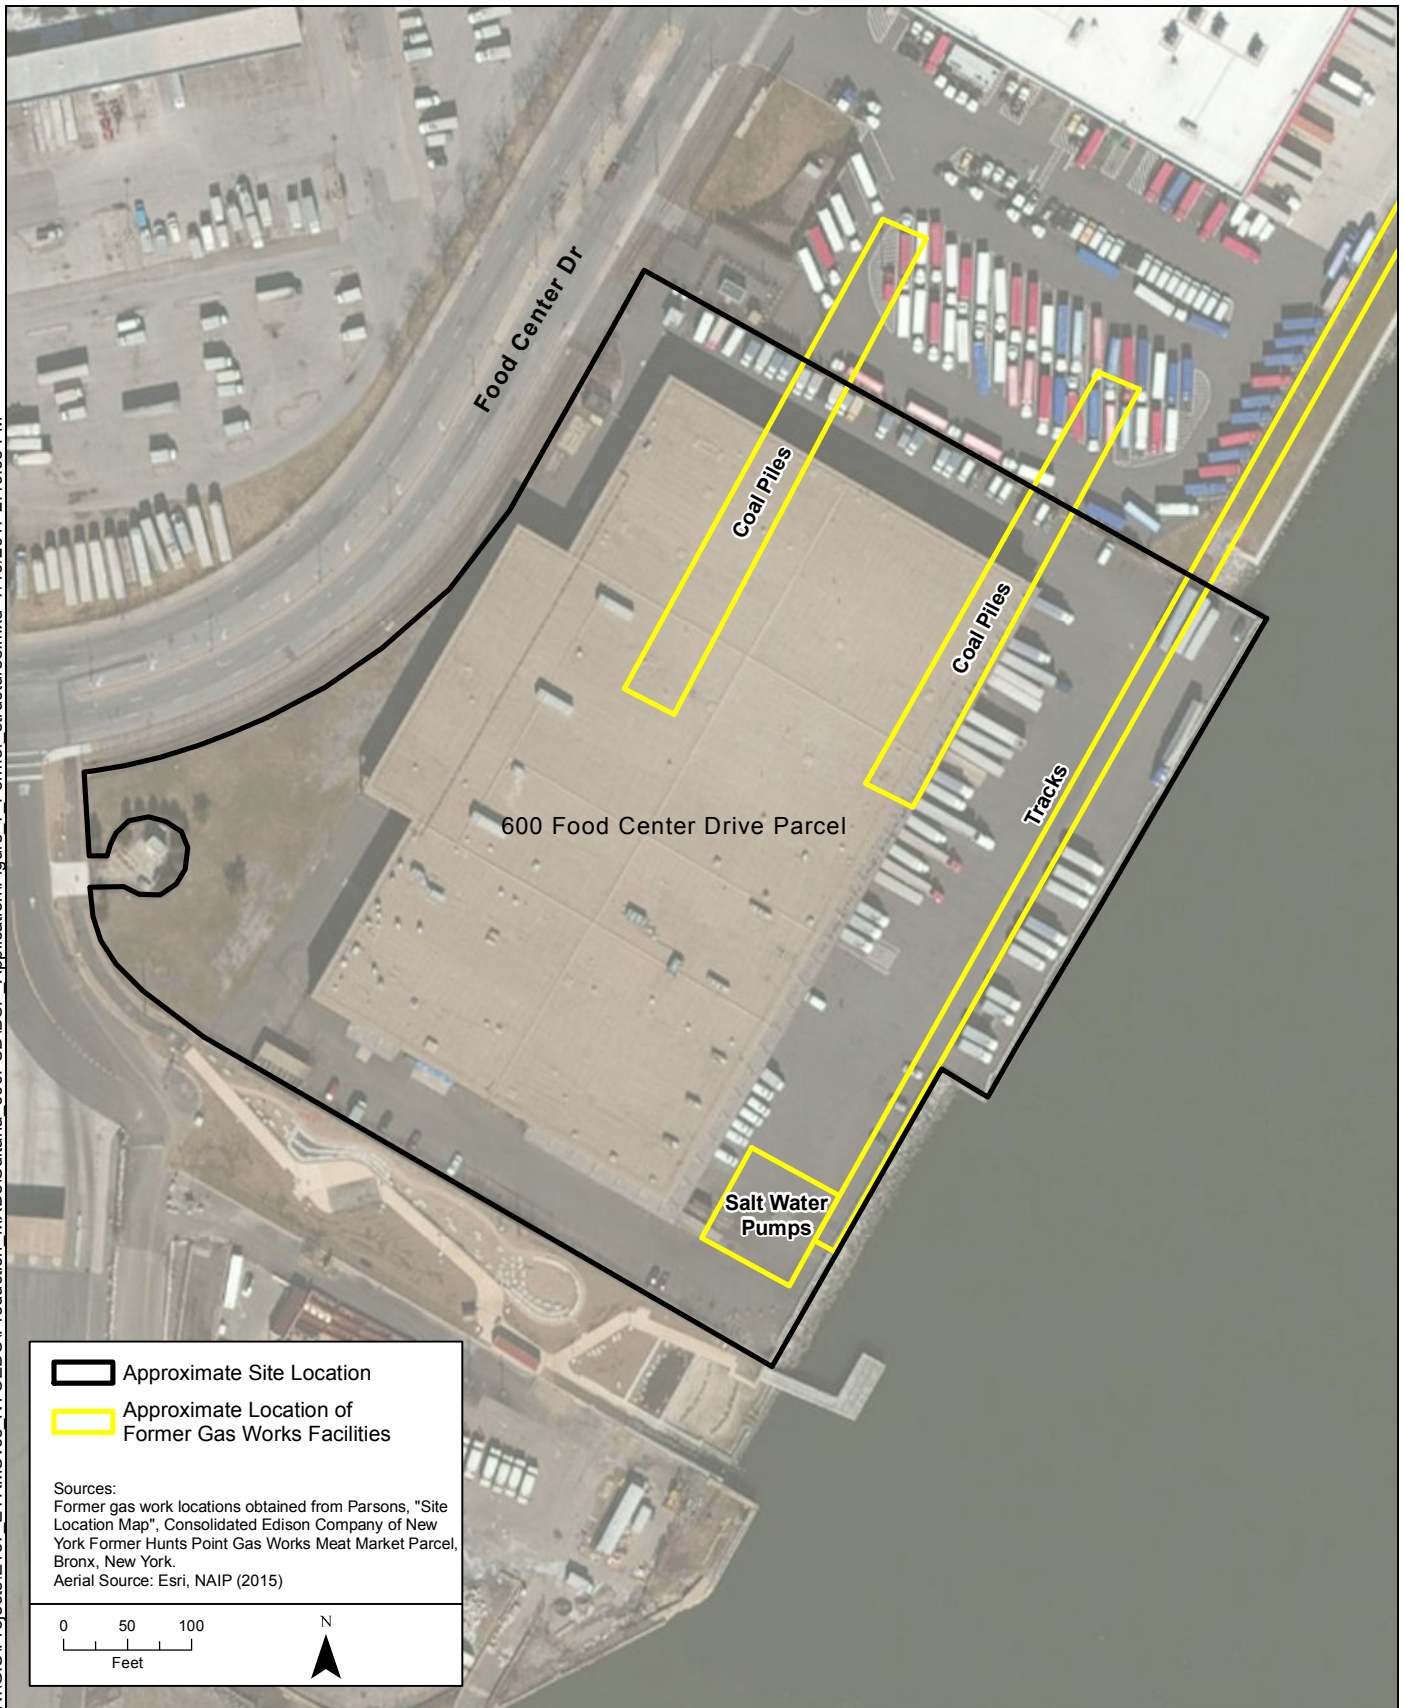 Food Center Dr
Coal Piles
Coal Piles
Tracks
600 Food Center Drive Parcel
Salt Water
Pumps
Approximate Site Location
Approximate Location of
Former Gas Works Facilities
Sources:
Former gas work locations obtained from Parsons, "Site
Location Map", Consolidated Edison Company of New
York Former Hunts Point Gas Works Meat Market Parcel,
Bronx, New York.
Aerial Source: Esri, NAIP (2015)
0 50 100
Feet
N